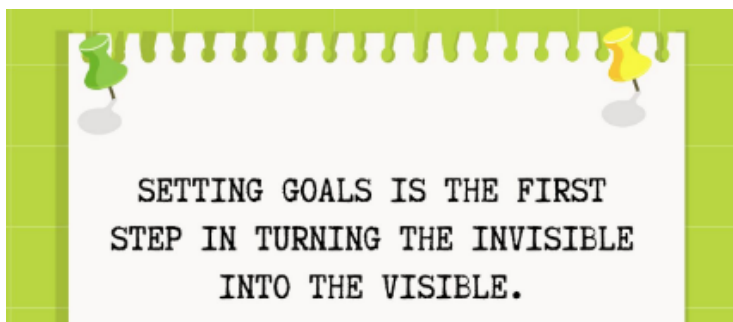 SETTING GOALS IS THE FIRST
STEP IN TURNING THE INVISIBLE
INTO THE VISIBLE.